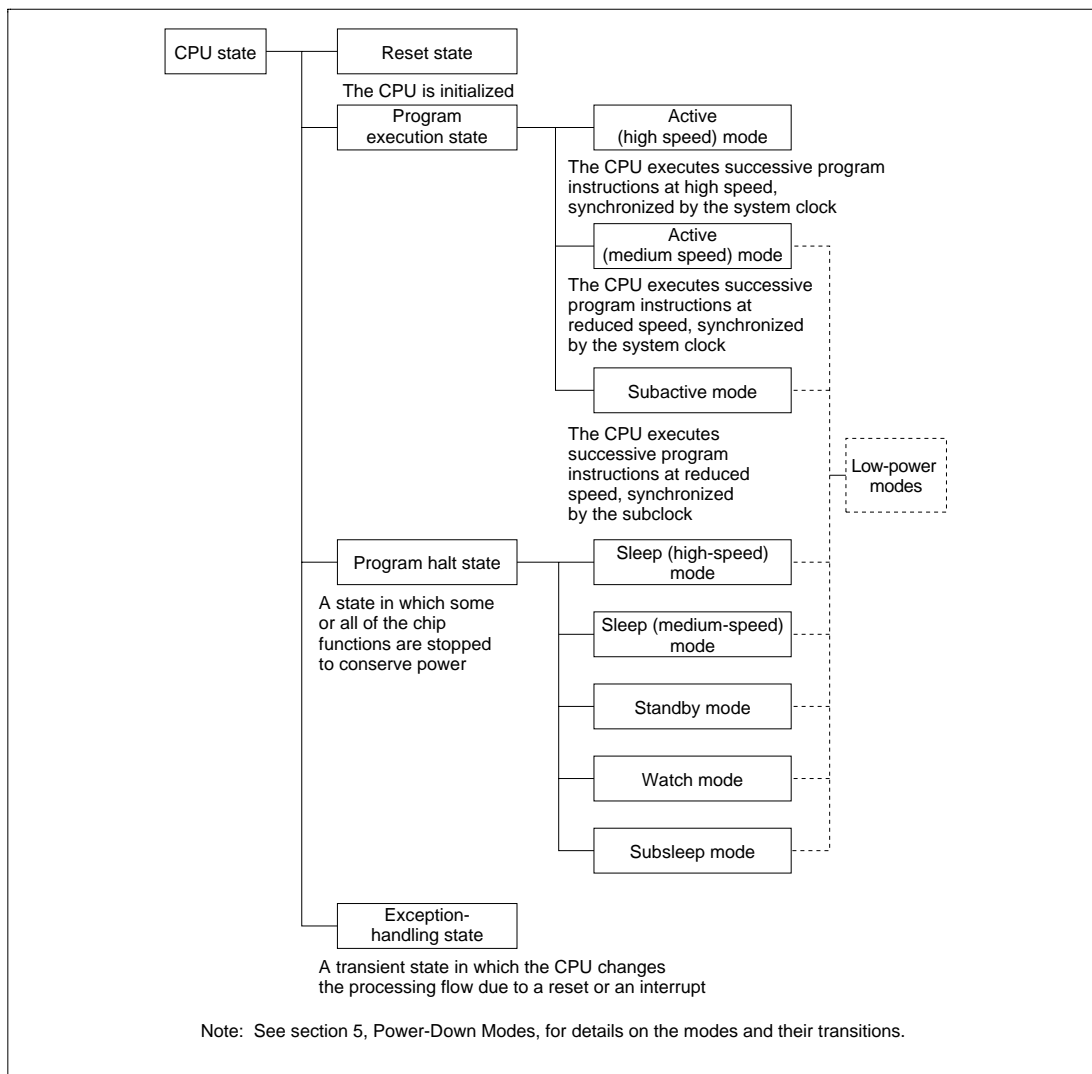 CPU state
Reset state
The CPU is initialized
Program
execution state
Active
(high speed) mode
The CPU executes successive program
instructions at high speed,
synchronized by the system clock
Active
(medium speed) mode
The CPU executes successive
program instructions at
reduced speed, synchronized
by the system clock
Subactive mode
The CPU executes
successive program
instructions at reduced
speed, synchronized
by the subclock
Low-power
modes
Program halt state
A state in which some
or all of the chip
functions are stopped
to conserve power
Sleep (high-speed)
mode
Sleep (medium-speed)
mode
Standby mode
Watch mode
Subsleep mode
Exception-
handling state
A transient state in which the CPU changes
the processing flow due to a reset or an interrupt
Note: See section 5, Power-Down Modes, for details on the modes and their transitions.